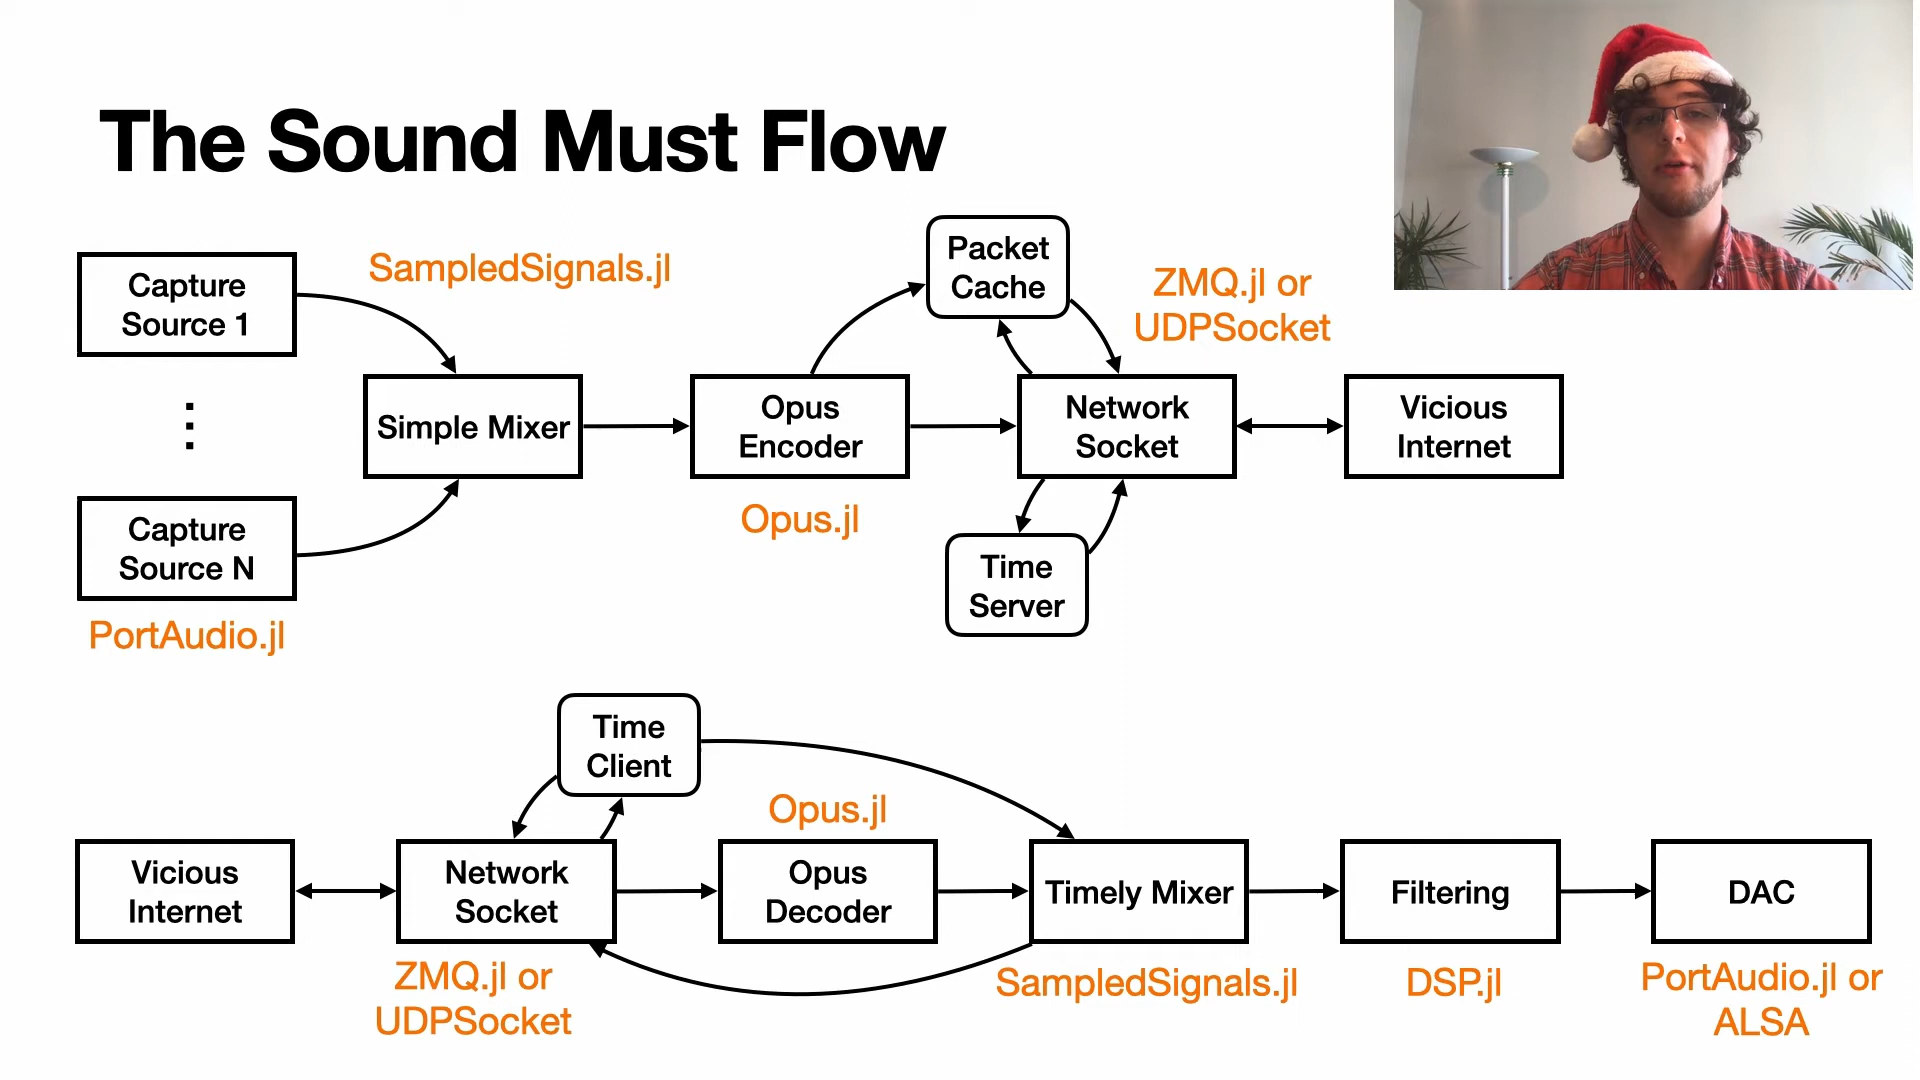 The Sound Must Flow
Capture
Source 1
SampledSignals.jl
Packet
Cache
ZMQ.jl or
UDPSocket
Simple Mixer
Opus
Encoder
Network
Socket
Vicious
Internet
Capture
Source N
PortAudio.jl
Opus.jl
Time
Server
Time
Client
Opus.jl
Vicious
Internet
Network
Socket
Opus
Decoder
Timely Mixer
Filtering
DAC
ZMQ.jl or
UDPSocket
SampledSignals.jl
DSP.jl
PortAudio.jl or
ALSA